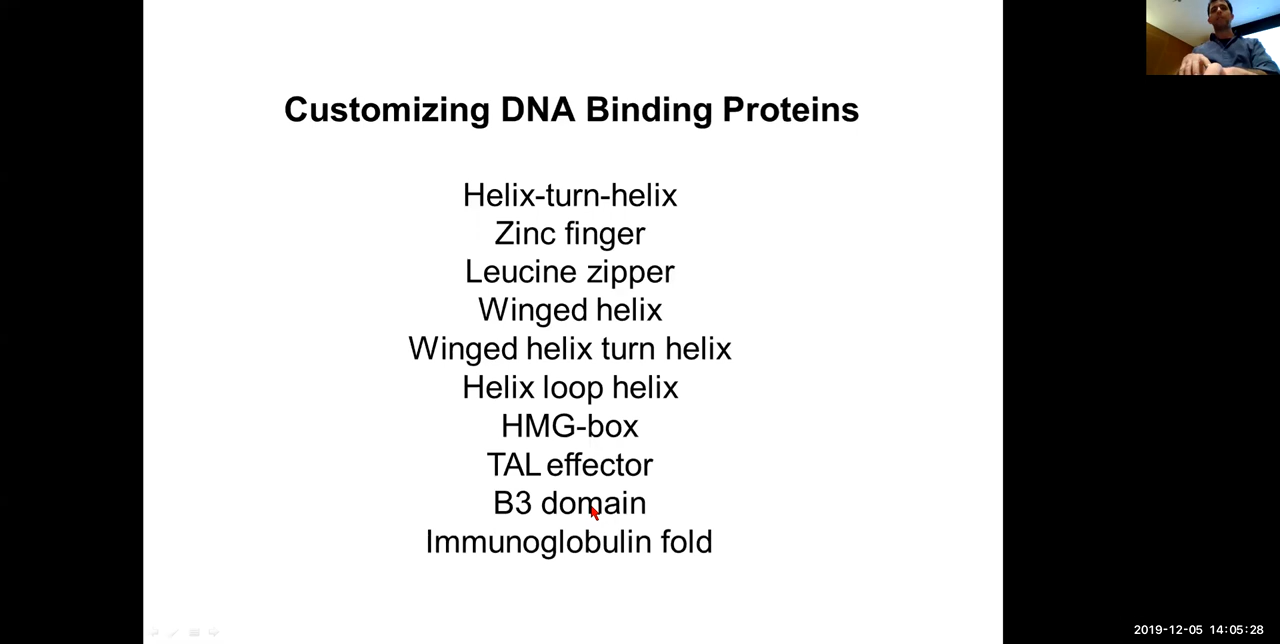 Customizing DNA Binding Proteins
Helix-turn-helix
Zinc finger
Leucine zipper
Winged helix
Winged helix turn helix
Helix loop helix
HMG-box
TAL effector
B3 domain
Immunoglobulin fold
2019-12-05 14:05:28